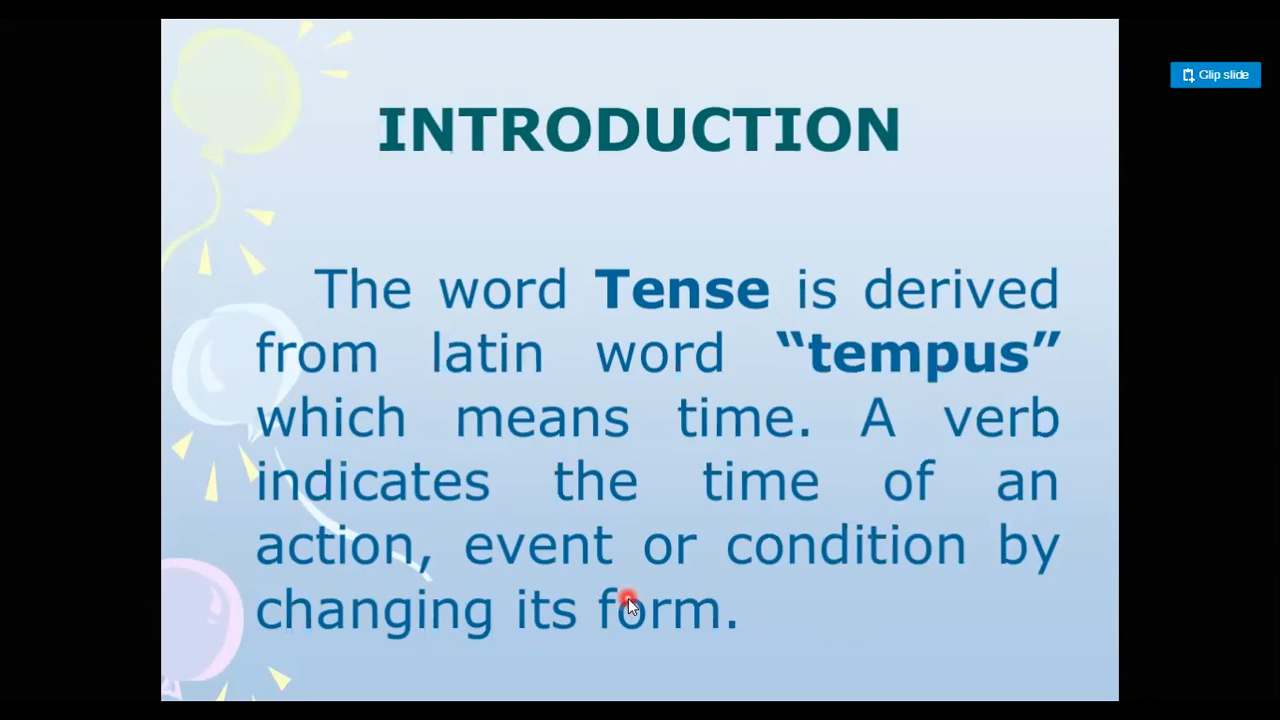 Clip slide
INTRODUCTION
The word Tense is derived
from latin word “tempus”
which means time. A verb
indicates the time of an
action, event or condition by
changing its form.